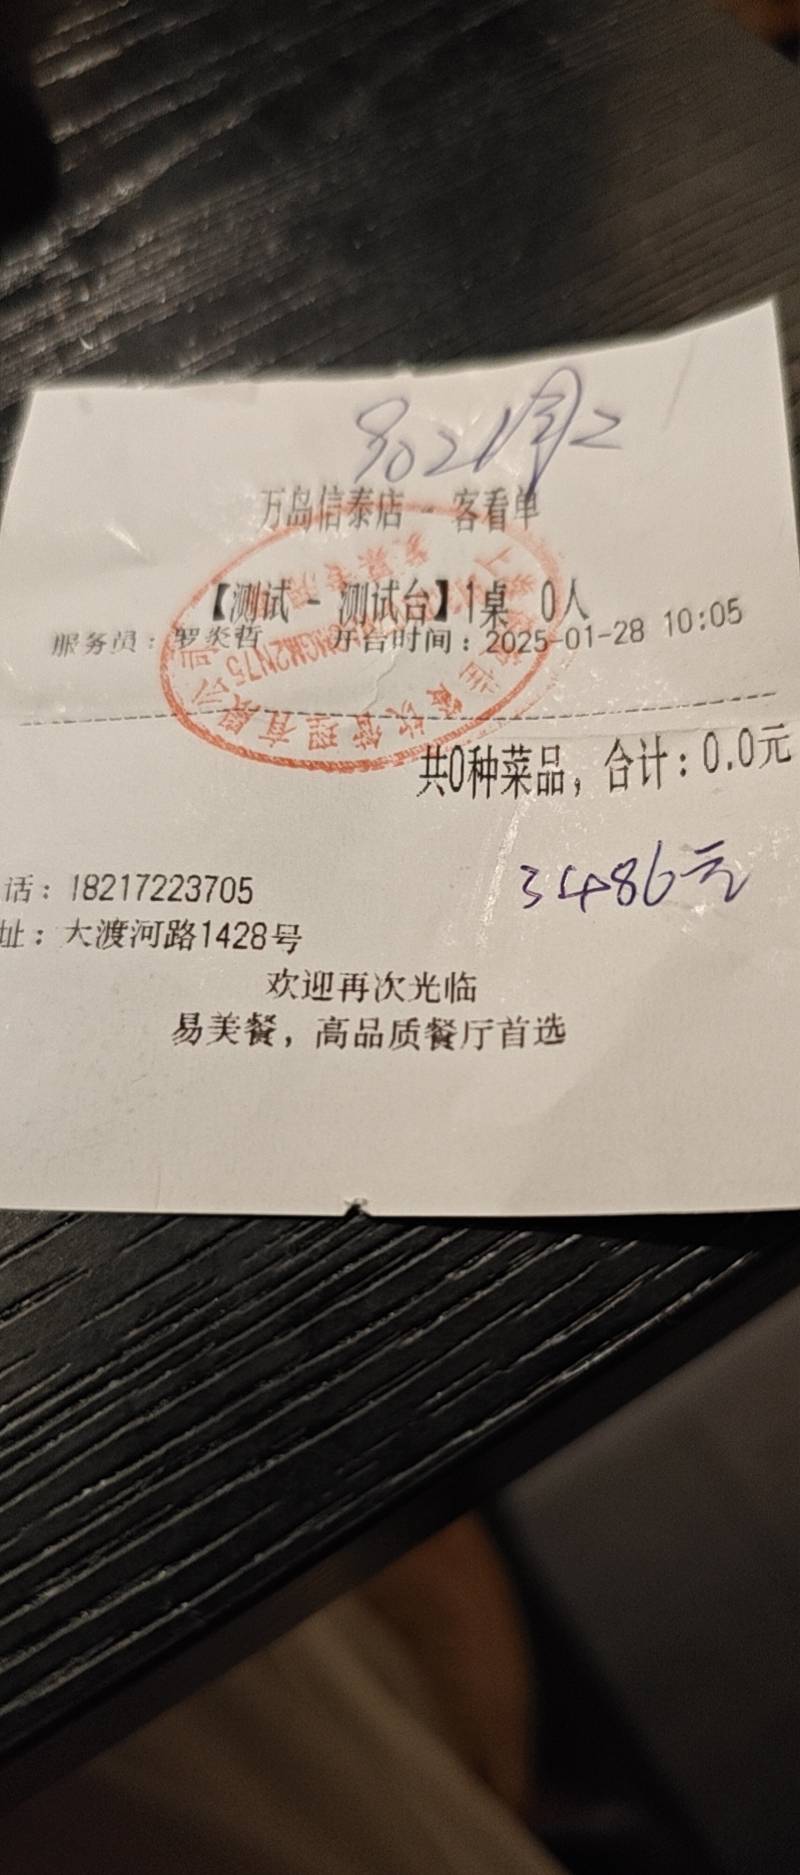 万岛信泰店 - 客看单
【测试 - 测试台】1桌 0人
服务员：罗炎哲 开台时间：2025-01-28 10:05
共0种菜品，合计：0.0元
3486元
话：18217223705
址：大渡河路1428号
欢迎再次光临
易美餐，高品质餐厅首选